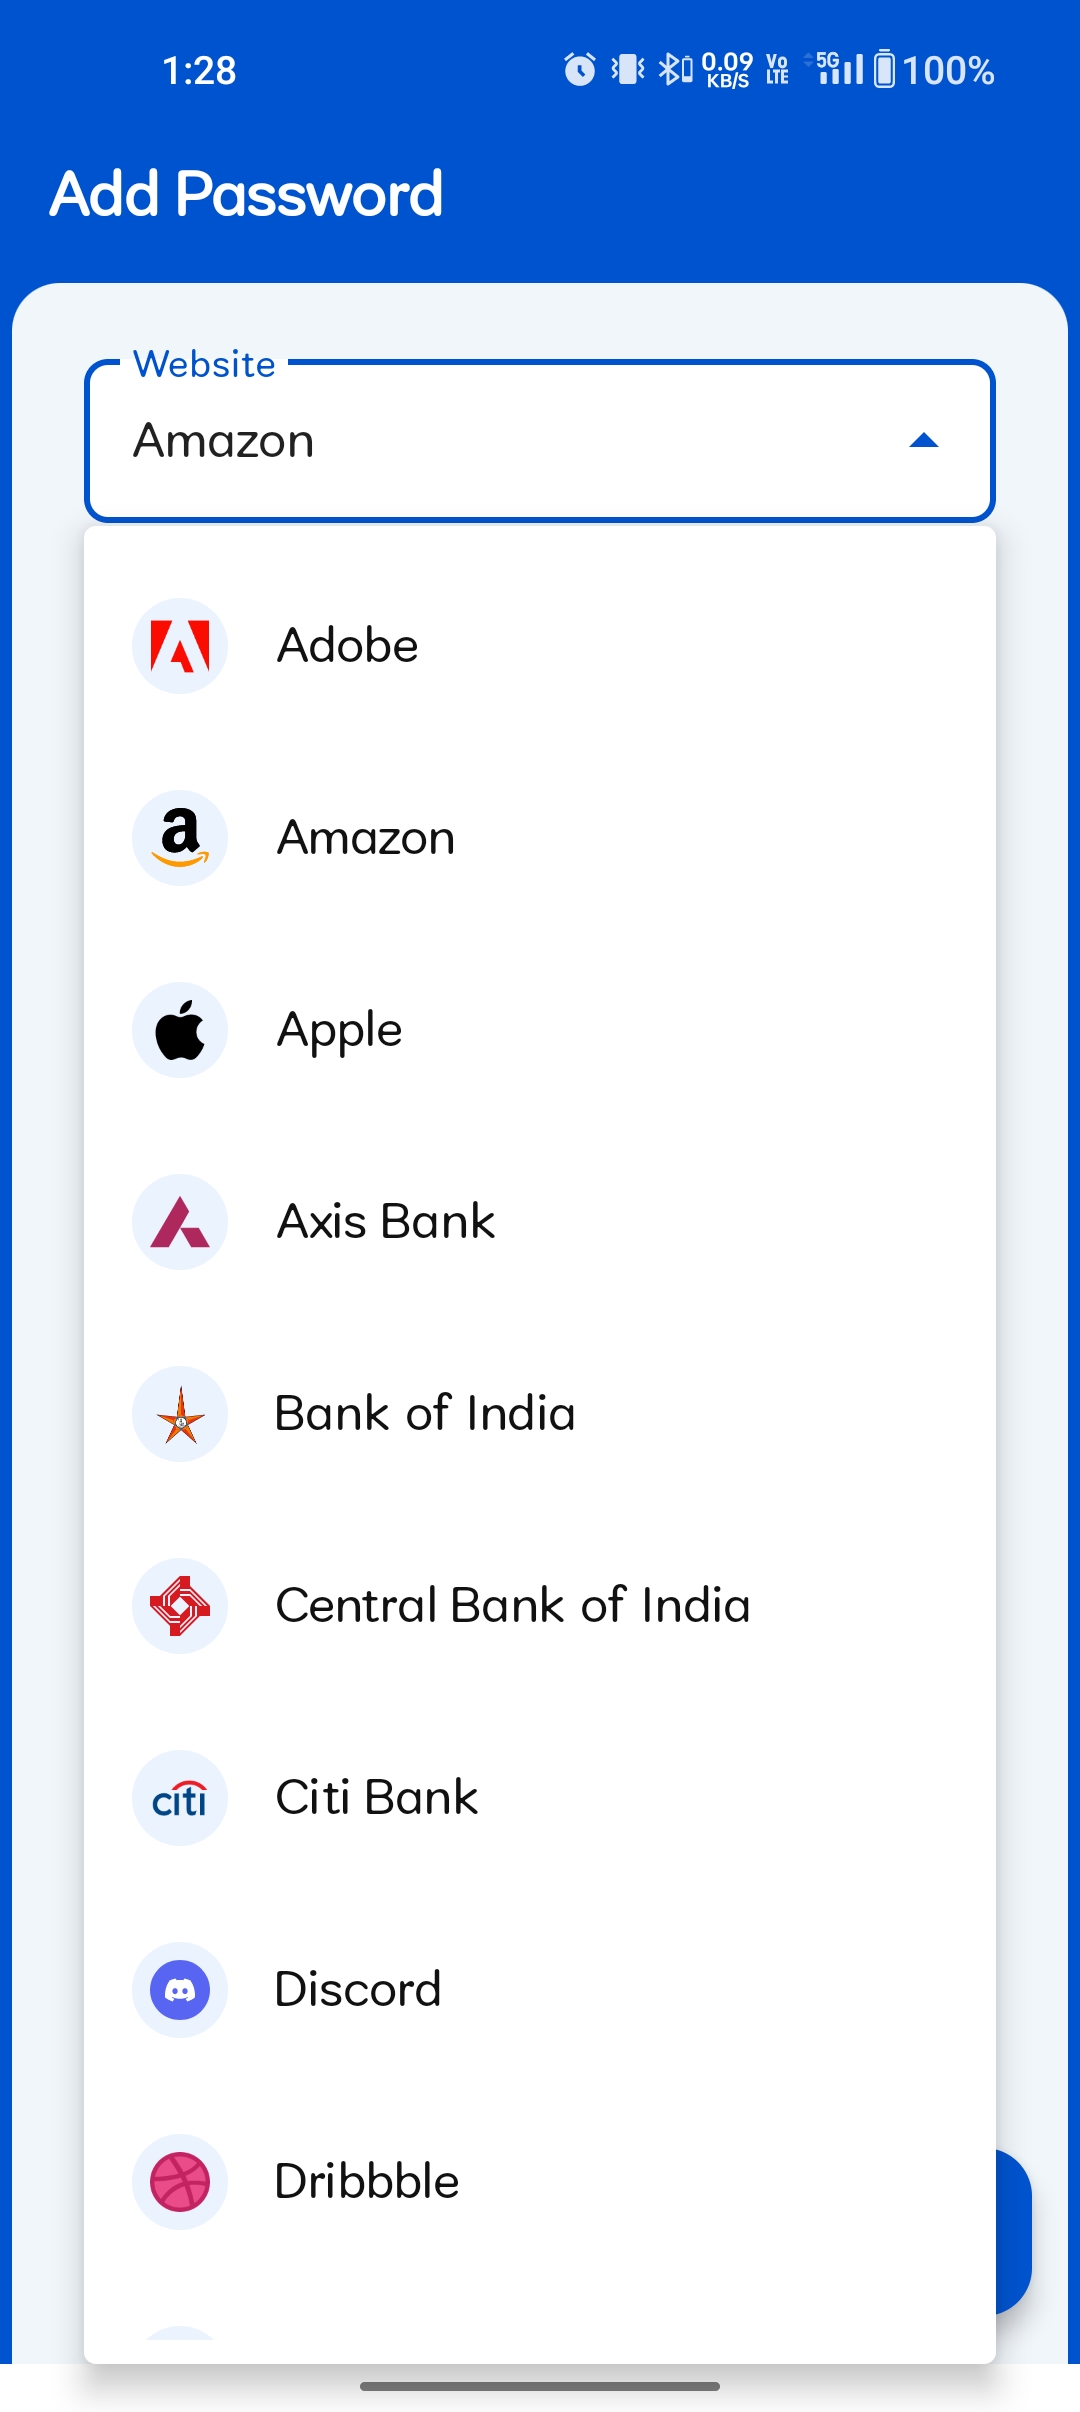 1:28
0.09 KB/S Vo LTE 5G 100%
Add Password
Website
Amazon
Adobe
a Amazon
Apple
Axis Bank
Bank of India
Central Bank of India
citi Citi Bank
Discord
Dribbble